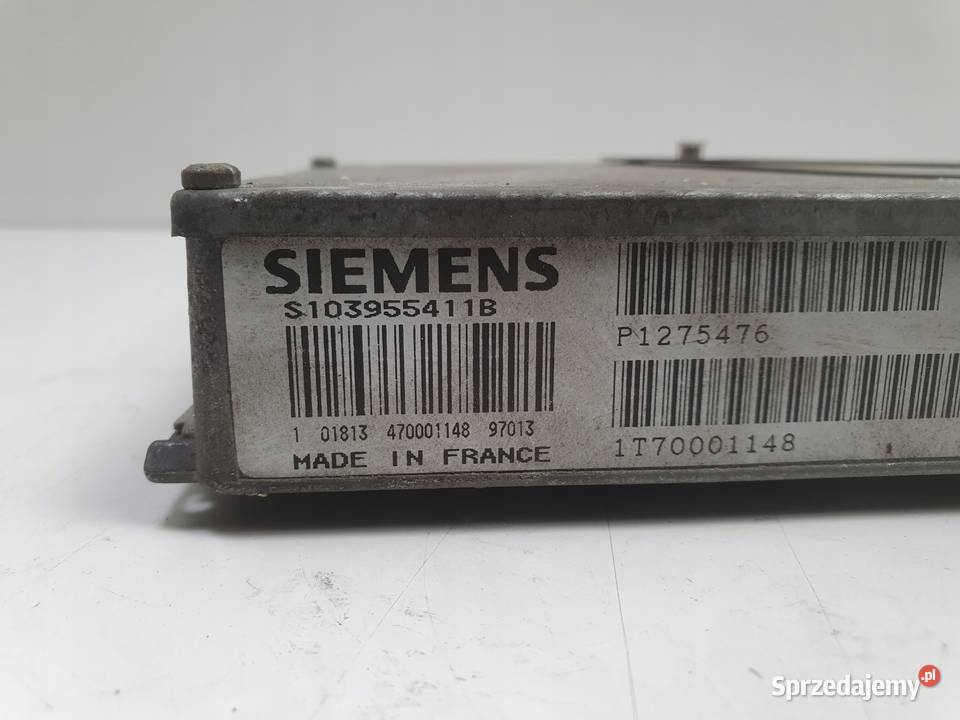 SIEMENS
S103955411B
1 01813 470001148 97013
MADE IN FRANCE
P1275476
1T70001148
Sprzedajemy.pl